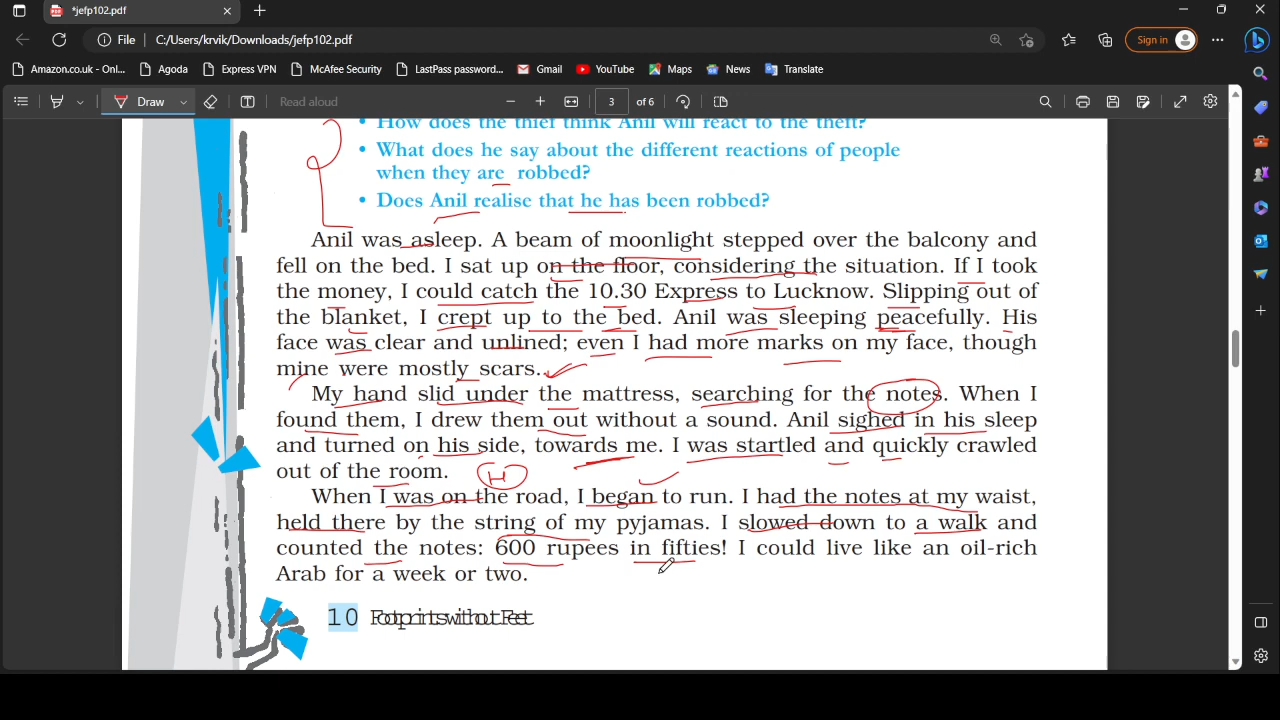 *jefp102.pdf
File C:/Users/krvik/Downloads/jefp102.pdf
Sign in
Amazon.co.uk - Onl... Agoda Express VPN McAfee Security LastPass password... Gmail YouTube Maps News Translate
Draw Read aloud 3 of 6
• How does the thief think Anil will react to the theft?
• What does he say about the different reactions of people
when they are robbed?
• Does Anil realise that he has been robbed?
Anil was asleep. A beam of moonlight stepped over the balcony and
fell on the bed. I sat up on the floor, considering the situation. If I took
the money, I could catch the 10.30 Express to Lucknow. Slipping out of
the blanket, I crept up to the bed. Anil was sleeping peacefully. His
face was clear and unlined; even I had more marks on my face, though
mine were mostly scars.
My hand slid under the mattress, searching for the notes. When I
found them, I drew them out without a sound. Anil sighed in his sleep
and turned on his side, towards me. I was startled and quickly crawled
out of the room.
H
When I was on the road, I began to run. I had the notes at my waist,
held there by the string of my pyjamas. I slowed down to a walk and
counted the notes: 600 rupees in fifties! I could live like an oil-rich
Arab for a week or two.
10 Footprints without Feet